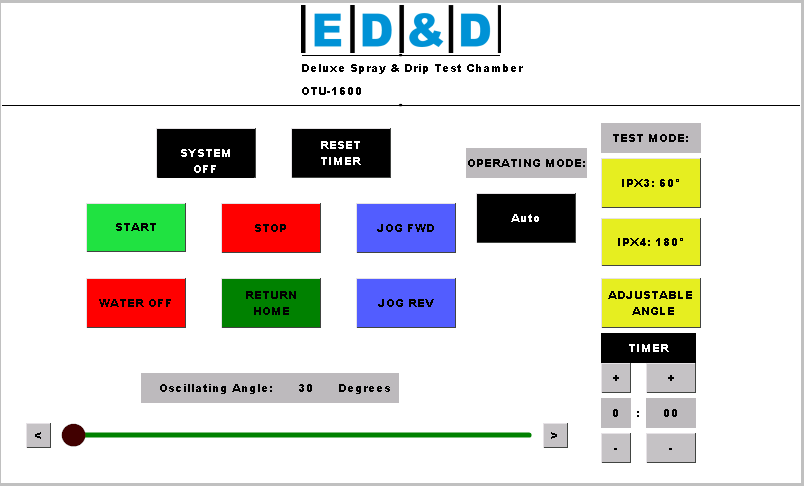 ED&D
Deluxe Spray & Drip Test Chamber
OTU-1600
SYSTEM
OFF
RESET
TIMER
OPERATING MODE:
TEST MODE:
IPX3: 60°
START
STOP
JOG FWD
Auto
IPX4: 180°
WATER OFF
RETURN
HOME
JOG REV
ADJUSTABLE
ANGLE
TIMER
+ +
Oscillating Angle: 30 Degrees
0 : 00
< >
- -